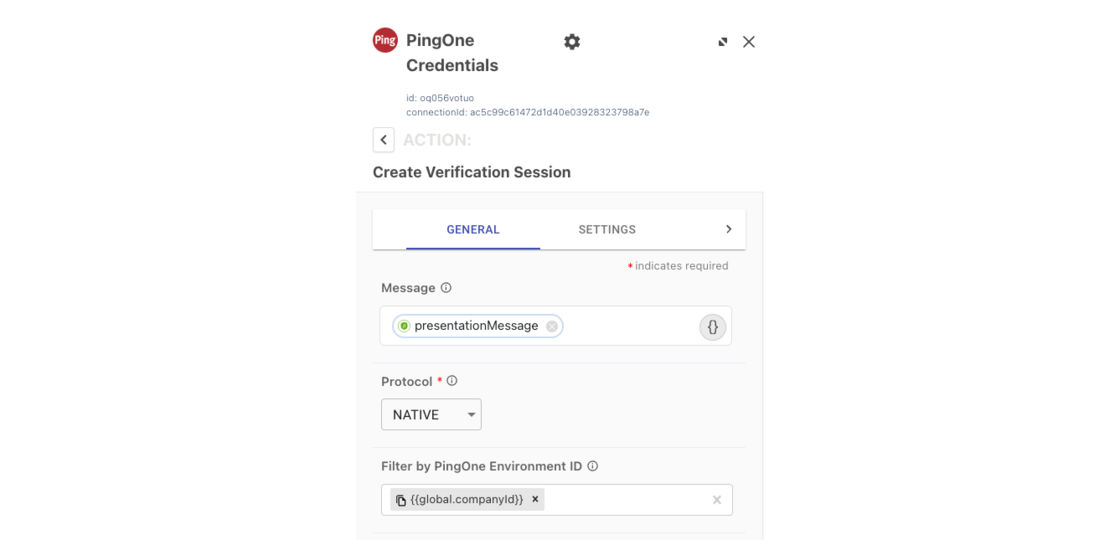 Ping
PingOne
Credentials
id: oq056votuo
connectionId: ac5c99c61472d1d40e03928323798a7e
ACTION:
Create Verification Session
GENERAL SETTINGS
* indicates required
Message
presentationMessage {}
Protocol *
NATIVE
Filter by PingOne Environment ID
{{global.companyId}} ×